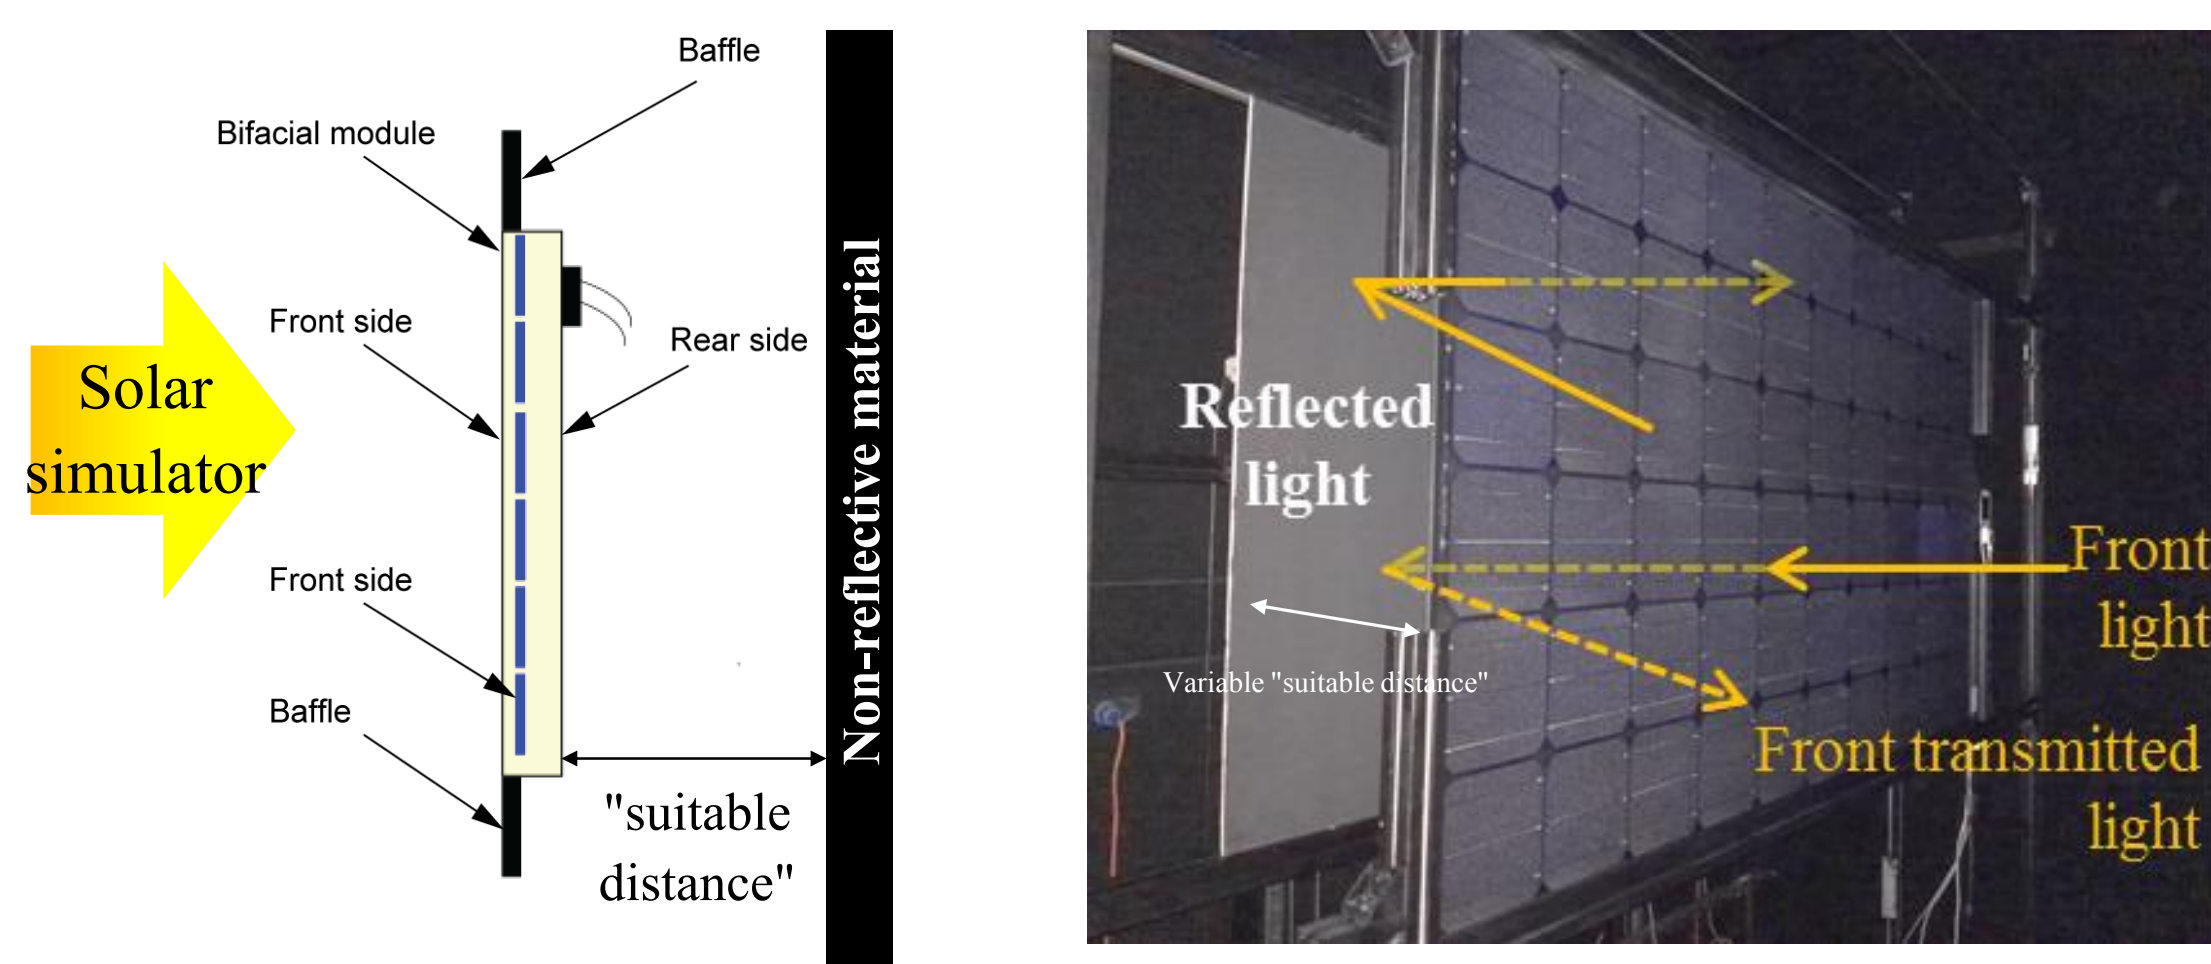 Baffle
Bifacial module
Front side
Rear side
Solar
simulator
Front side
Baffle
"suitable
distance"
Non-reflective material
Reflected
light
Front
light
Variable "suitable distance"
Front transmitted
light